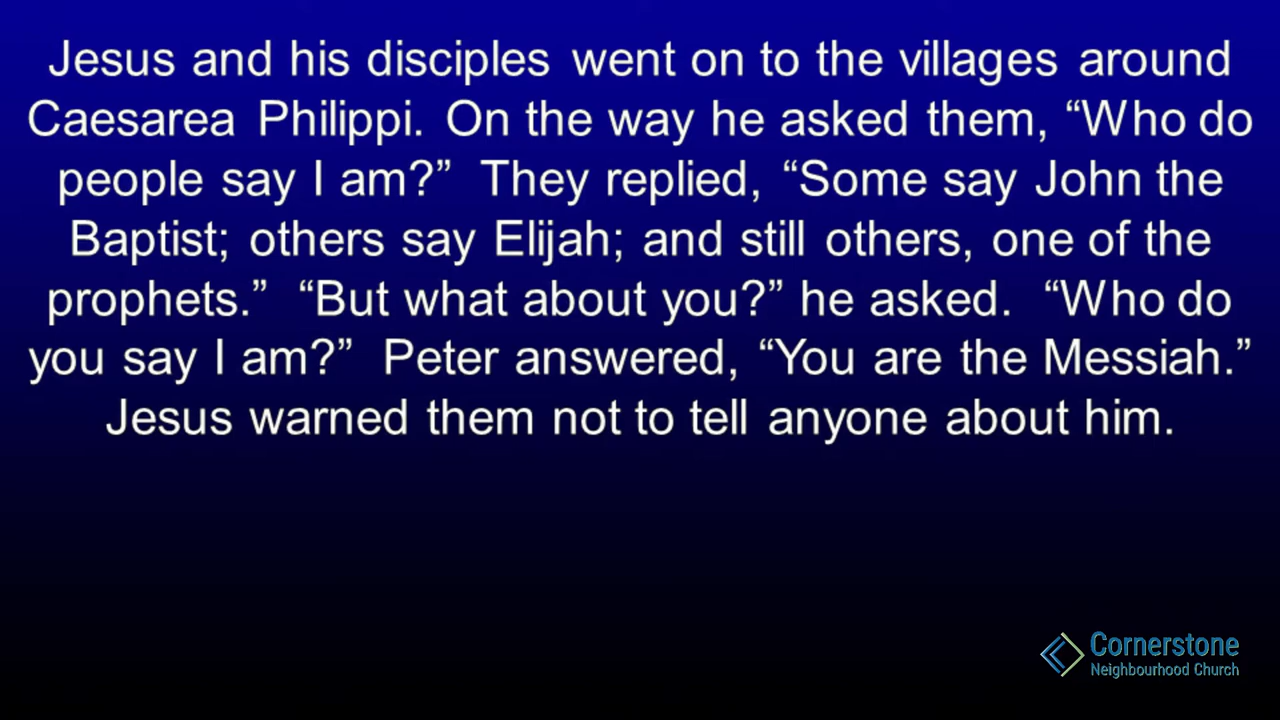 Jesus and his disciples went on to the villages around
Caesarea Philippi. On the way he asked them, “Who do
people say I am?” They replied, “Some say John the
Baptist; others say Elijah; and still others, one of the
prophets.” “But what about you?” he asked. “Who do
you say I am?” Peter answered, “You are the Messiah.”
Jesus warned them not to tell anyone about him.
Cornerstone
Neighbourhood Church